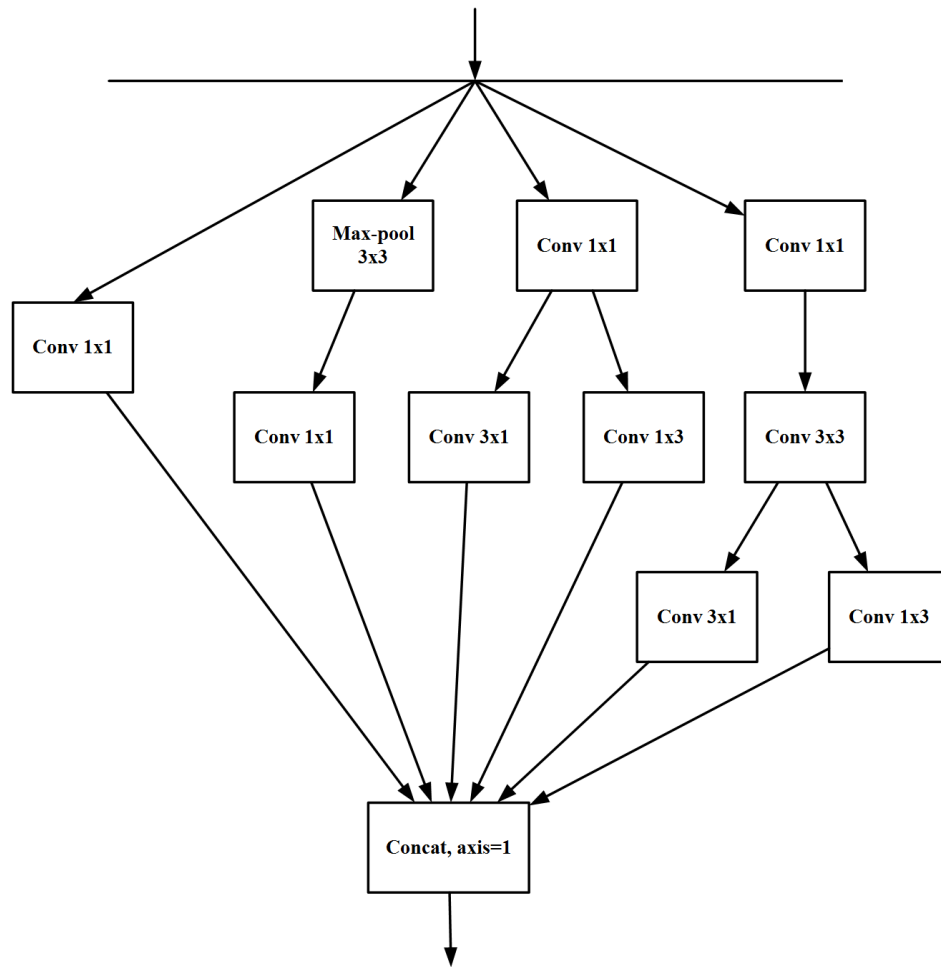 Max-pool
3x3
Conv 1x1
Conv 1x1
Conv 1x1
Conv 1x1
Conv 3x1
Conv 1x3
Conv 3x3
Conv 3x1
Conv 1x3
Concat, axis=1